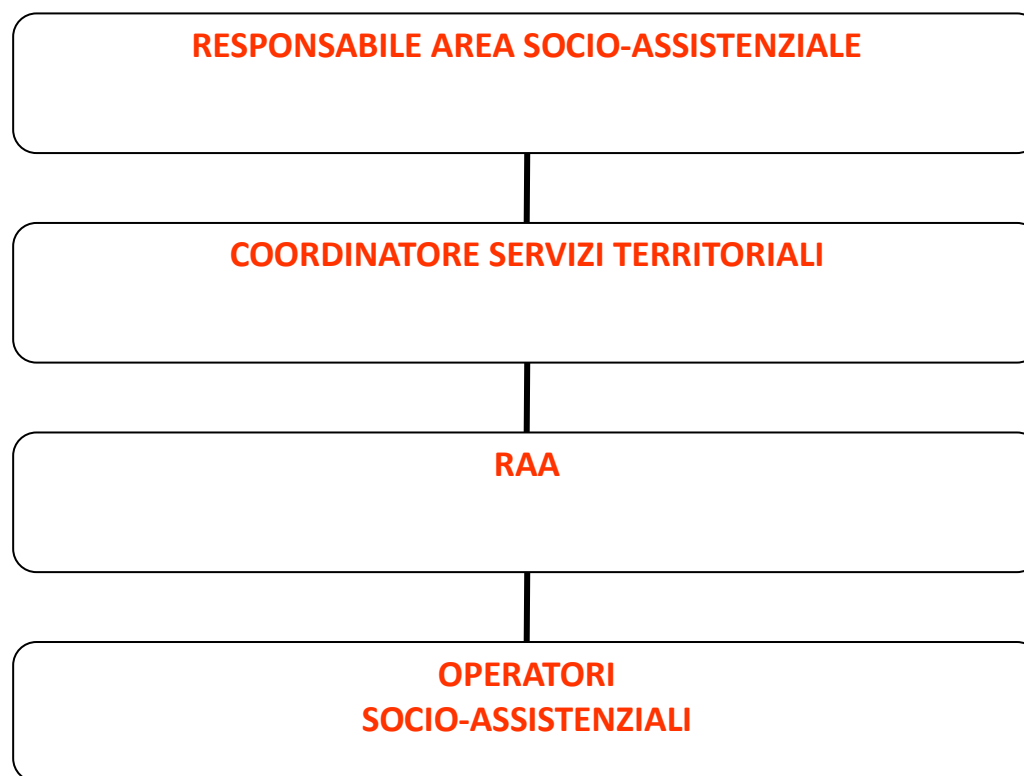 RESPONSABILE AREA SOCIO-ASSISTENZIALE
COORDINATORE SERVIZI TERRITORIALI
RAA
OPERATORI
SOCIO-ASSISTENZIALI